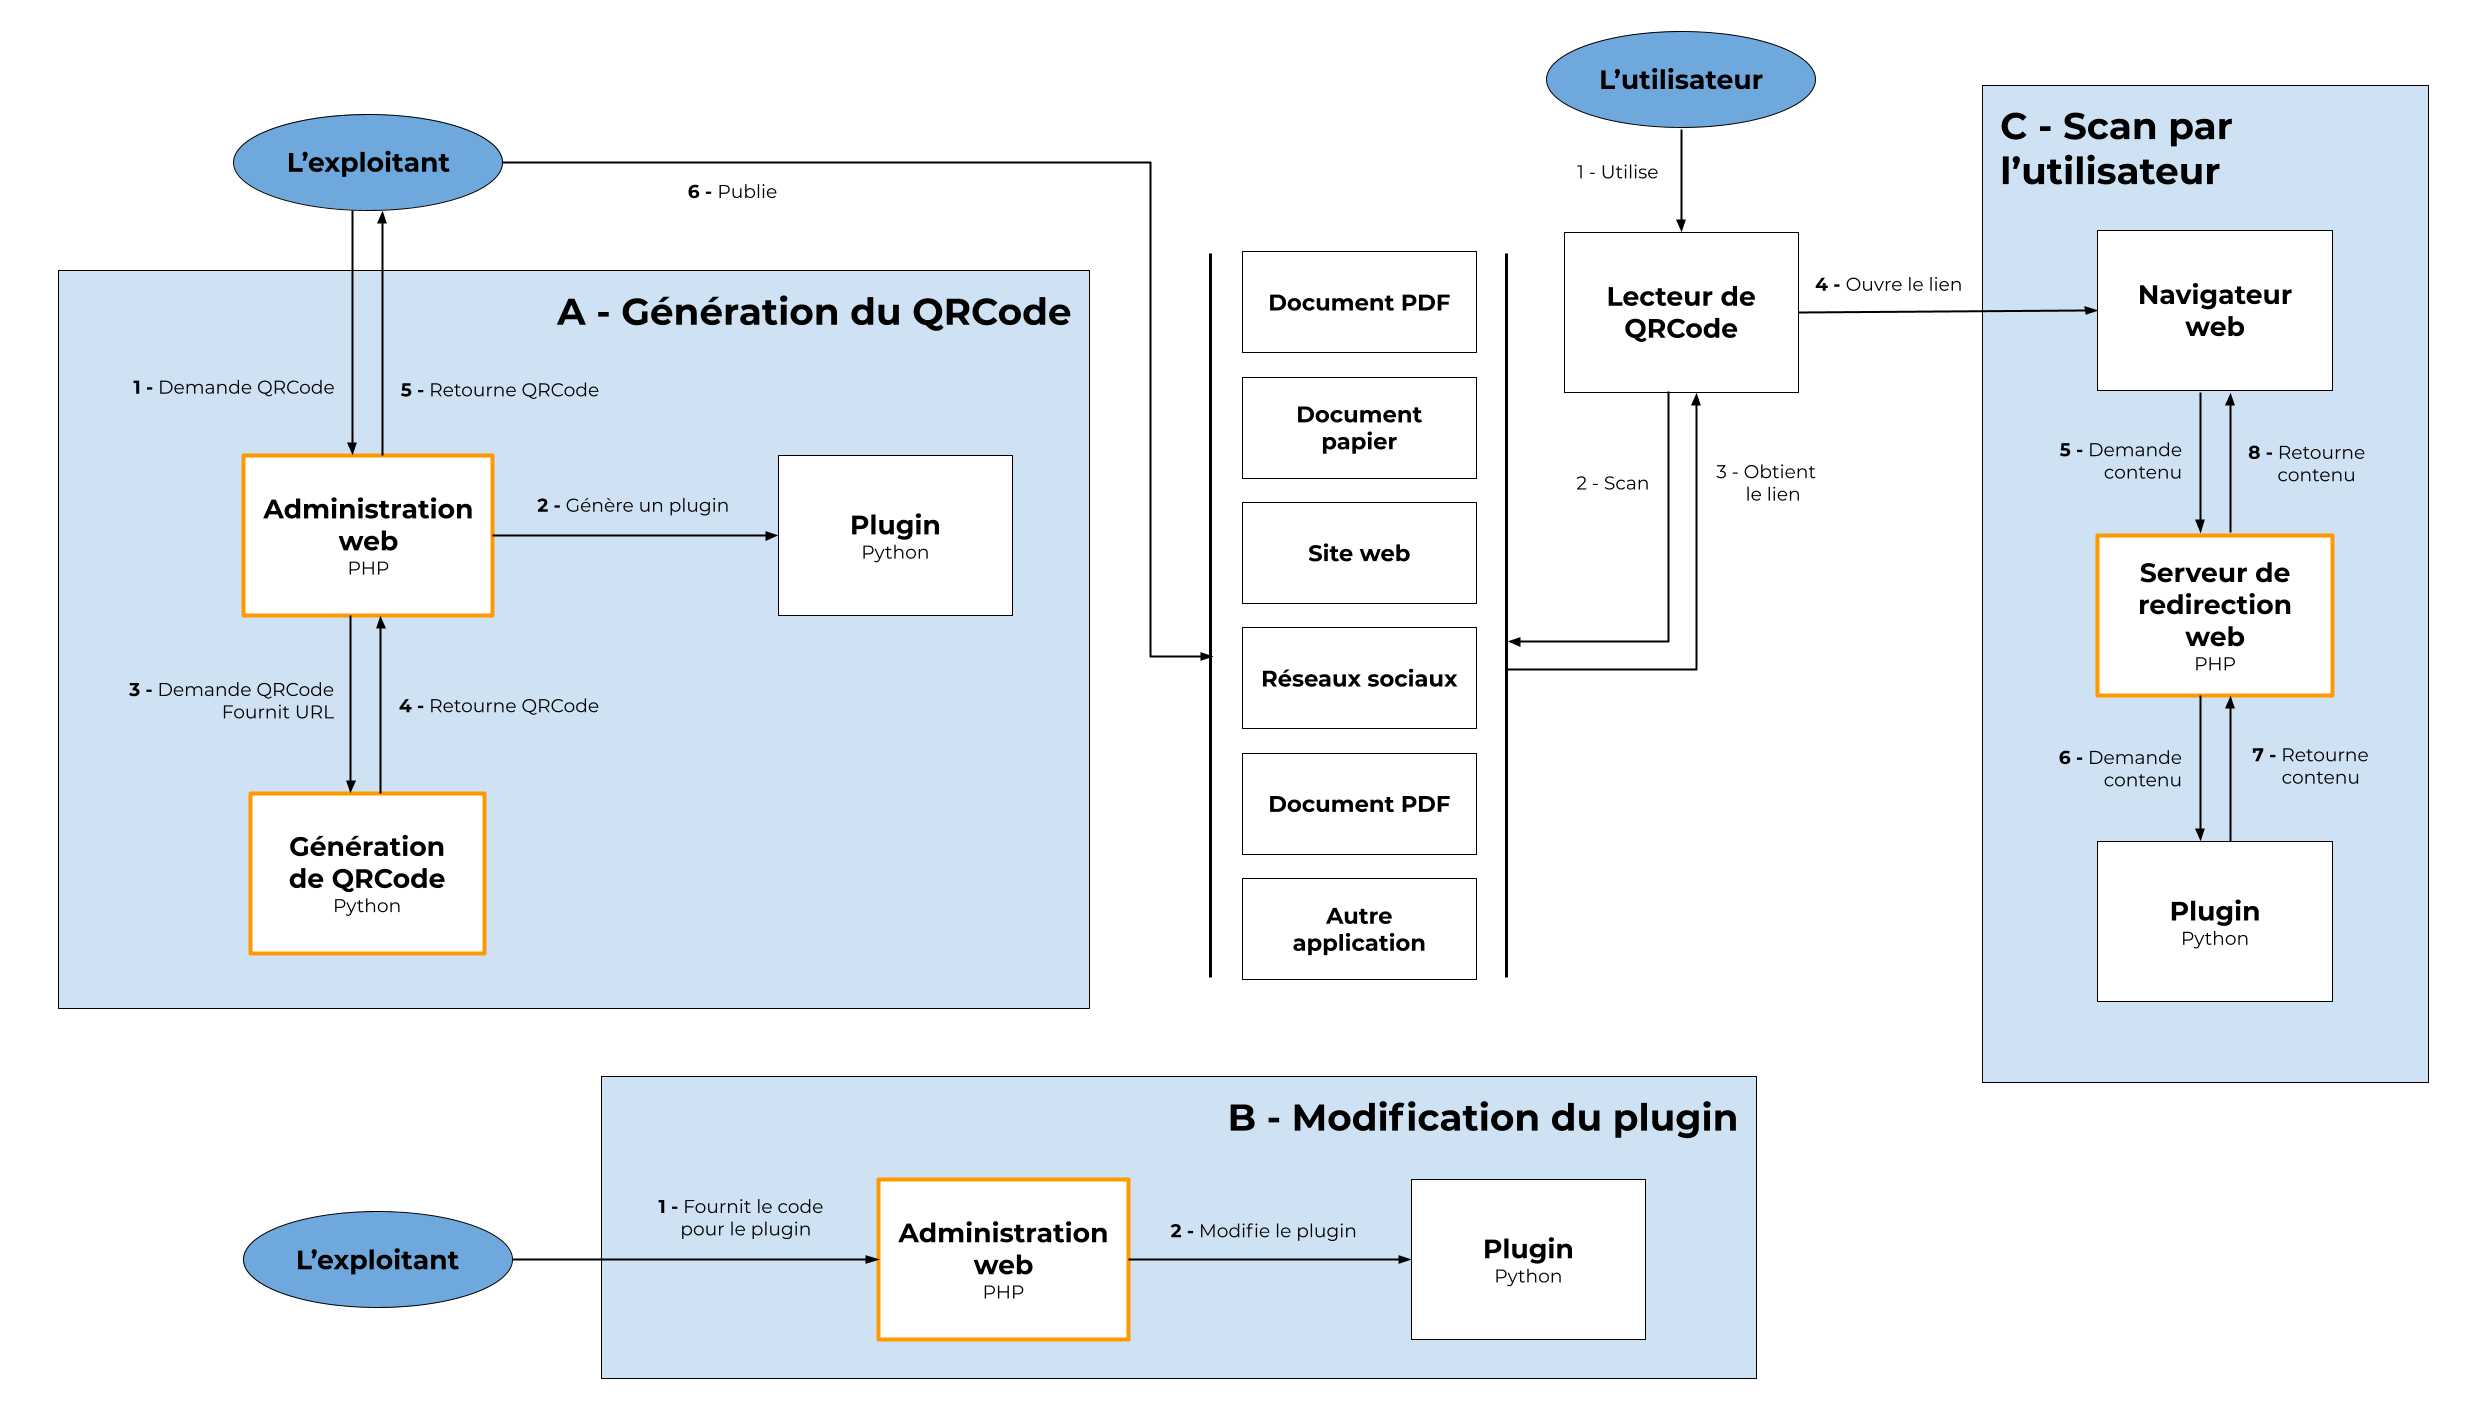 L'exploitant
6 - Publie
A - Génération du QRCode
1 - Demande QRCode
5 - Retourne QRCode
Administration
web
PHP
2 - Génère un plugin
Plugin
Python
3 - Demande QRCode
Fournit URL
4 - Retourne QRCode
Génération
de QRCode
Python
Document PDF
Document
papier
Site web
Réseaux sociaux
Document PDF
Autre
application
L'utilisateur
1 - Utilise
Lecteur de
QRCode
2 - Scan
3 - Obtient
le lien
4 - Ouvre le lien
C - Scan par
l'utilisateur
Navigateur
web
5 - Demande
contenu
8 - Retourne
contenu
Serveur de
redirection
web
PHP
6 - Demande
contenu
7 - Retourne
contenu
Plugin
Python
B - Modification du plugin
L'exploitant
1 - Fournit le code
pour le plugin
Administration
web
PHP
2 - Modifie le plugin
Plugin
Python